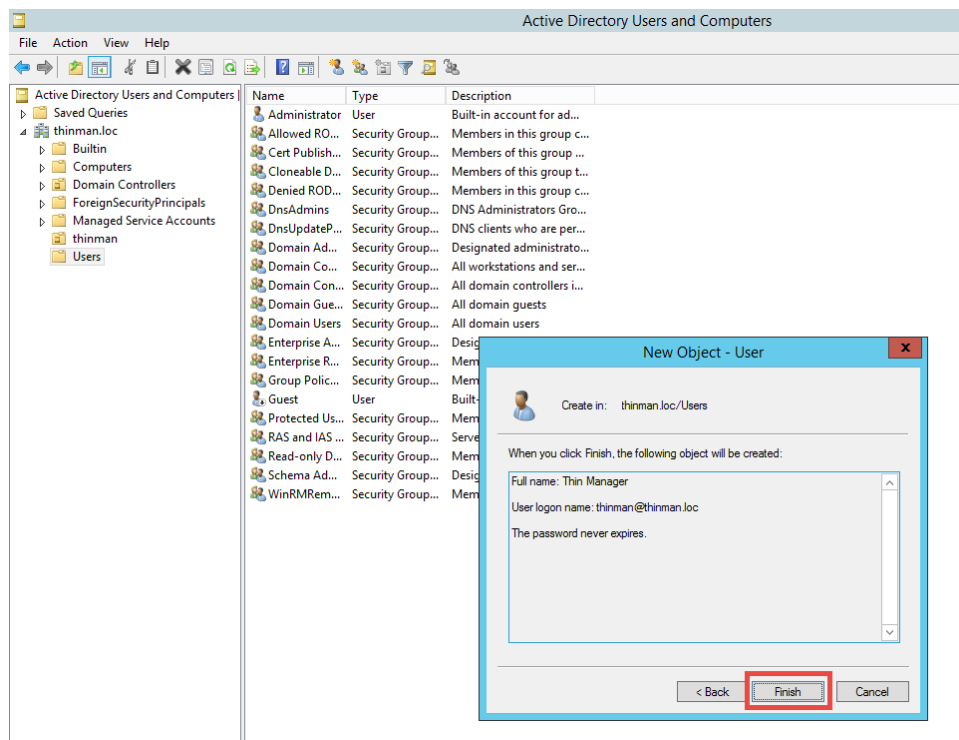 Active Directory Users and Computers
File Action View Help
Active Directory Users and Computers
Saved Queries
thinman.loc
Builtin
Computers
Domain Controllers
ForeignSecurityPrincipals
Managed Service Accounts
thinman
Users
Name Type Description
Administrator User Built-in account for ad...
Allowed RO... Security Group... Members in this group c...
Cert Publish... Security Group... Members of this group ...
Cloneable D... Security Group... Members of this group t...
Denied ROD... Security Group... Members in this group c...
DnsAdmins Security Group... DNS Administrators Gro...
DnsUpdateP... Security Group... DNS clients who are per...
Domain Ad... Security Group... Designated administrato...
Domain Co... Security Group... All workstations and ser...
Domain Con... Security Group... All domain controllers i...
Domain Gue... Security Group... All domain guests
Domain Users Security Group... All domain users
Enterprise A... Security Group... Desig
Enterprise R... Security Group... Mem
Group Polic... Security Group... Mem
Guest User Built-
Protected Us... Security Group... Mem
RAS and IAS ... Security Group... Serve
Read-only D... Security Group... Mem
Schema Ad... Security Group... Desig
WinRMRem... Security Group... Mem
New Object - User
x
Create in: thinman.loc/Users
When you click Finish, the following object will be created:
Full name: Thin Manager
User logon name: thinman@thinman.loc
The password never expires.
< Back Finish Cancel